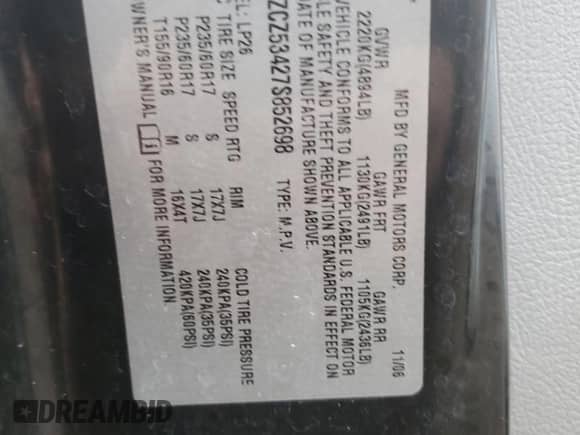 MFD BY GENERAL MOTORS CORP. 11/06
GVWR GAWR FRT GAWR RR
2220KG(4894LB) 1130KG(2491LB) 1105KG(2436LB)
VEHICLE CONFORMS TO ALL APPLICABLE U.S. FEDERAL MOTOR
LE SAFETY AND THEFT PREVENTION STANDARDS IN EFFECT ON
DATE OF MANUFACTURE SHOWN ABOVE.
ZCZ53427S852698 TYPE: M.P.V.
EL: LP26
TIRE SIZE SPEED RTG RIM COLD TIRE PRESSURE
P235/60R17 S 17X7J 240KPA(35PSI)
P235/60R17 S 17X7J 240KPA(35PSI)
T155/90R16 M 16X4T 420KPA(60PSI)
WNER'S MANUAL i FOR MORE INFORMATION.
DREAMBID